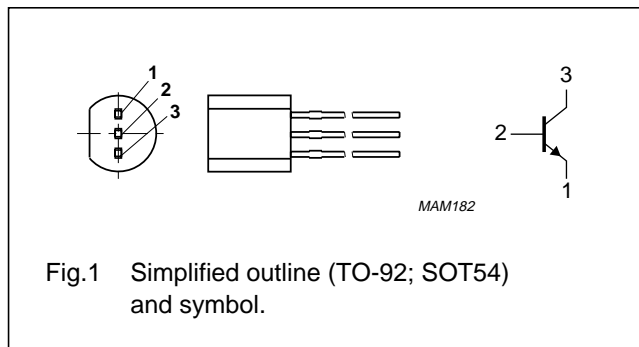 1
2
3
3
2
1
MAM182
Fig.1 Simplified outline (TO-92; SOT54)
and symbol.